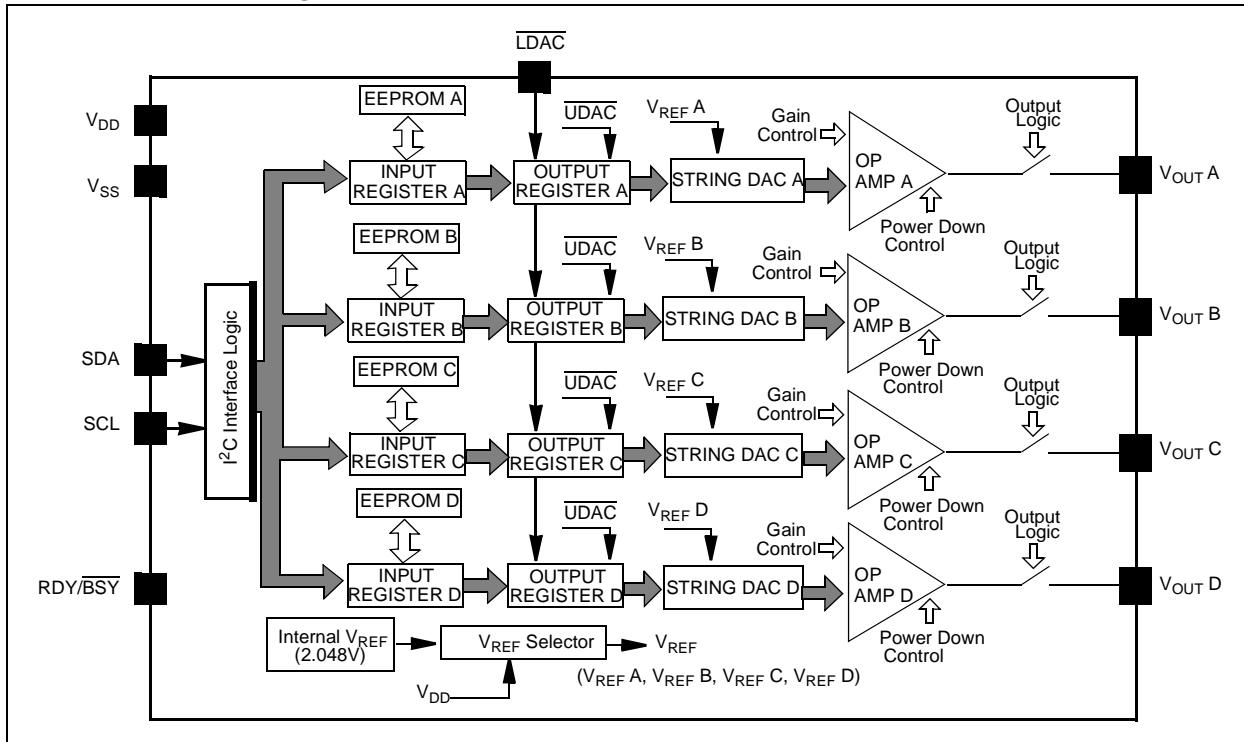 LDAC
EEPROM A
UDAC
VREF A
Gain
Control
Output
Logic
VDD
INPUT
REGISTER A
OUTPUT
REGISTER A
STRING DAC A
OP
AMP A
VOUT A
VSS
Power Down
Control
EEPROM B
UDAC
VREF B
Gain
Control
Output
Logic
INPUT
REGISTER B
OUTPUT
REGISTER B
STRING DAC B
OP
AMP B
VOUT B
Power Down
Control
SDA
SCL
I2C Interface Logic
EEPROM C
UDAC
VREF C
Gain
Control
Output
Logic
INPUT
REGISTER C
OUTPUT
REGISTER C
STRING DAC C
OP
AMP C
VOUT C
Power Down
Control
EEPROM D
UDAC
VREF D
Gain
Control
Output
Logic
RDY/BSY
INPUT
REGISTER D
OUTPUT
REGISTER D
STRING DAC D
OP
AMP D
VOUT D
Power Down
Control
Internal VREF
(2.048V)
VREF Selector
VREF
(VREF A, VREF B, VREF C, VREF D)
VDD